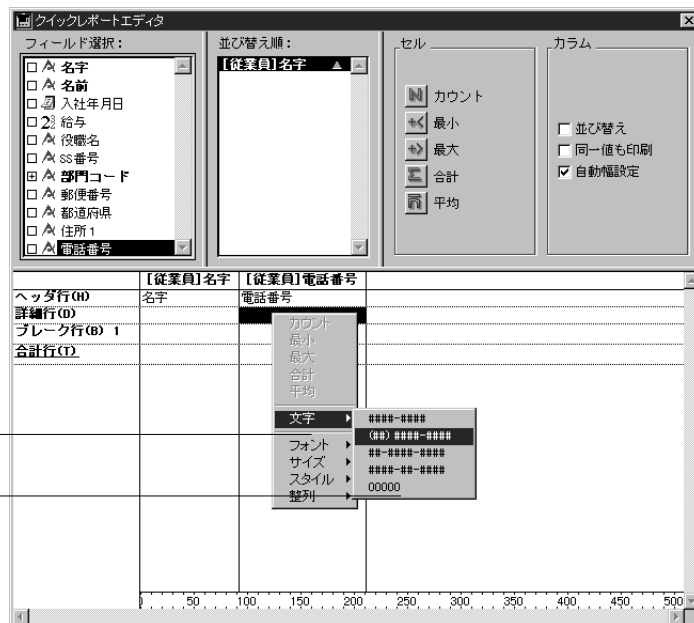 クイックレポートエディタ
フィールド選択：
名字
名前
入社年月日
給与
役職名
SS番号
部門コード
郵便番号
都道府県
住所1
電話番号
並び替え順：
[従業員]名字
セル
カウント
最小
最大
合計
平均
カラム
並び替え
同一値も印刷
自動幅設定
[従業員]名字 [従業員]電話番号
ヘッダ行(H) 名字 電話番号
詳細行(D)
ブレーク行(B) 1
合計行(T)
カウント
最小
最大
合計
平均
文字
フォント
サイズ
スタイル
整列
####-####
(##) ####-####
##-####-####
####-##-####
00000
0 50 100 150 200 250 300 350 400 450 500